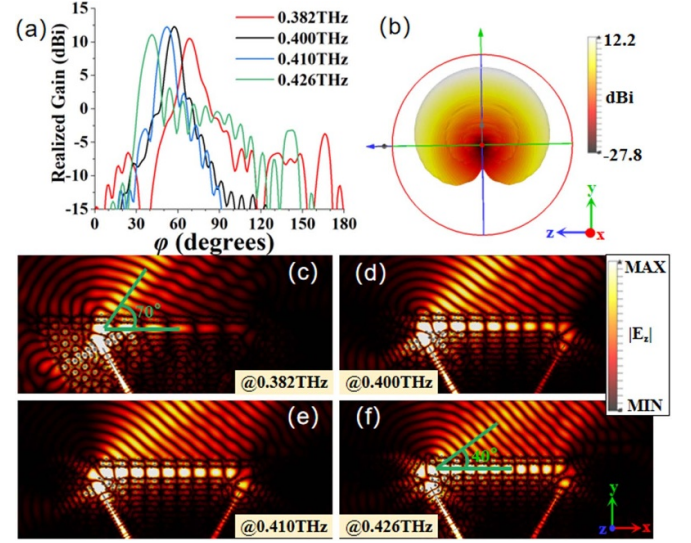 (a)
Realized Gain (dBi)
15
10
5
0
-5
-10
-15
0 30 60 90 120 150 180
φ (degrees)
0.382THz
0.400THz
0.410THz
0.426THz
(b)
12.2
dBi
-27.8
y
z
x
(c)
70°
@0.382THz
(d)
@0.400THz
MAX
|Ez|
MIN
(e)
@0.410THz
(f)
40°
@0.426THz
y
z
x